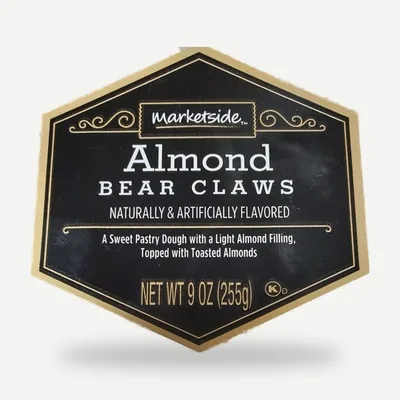 marketside™
Almond
BEAR CLAWS
NATURALLY & ARTIFICIALLY FLAVORED
A Sweet Pastry Dough with a Light Almond Filling,
Topped with Toasted Almonds
NET WT 9 OZ (255g)
K D